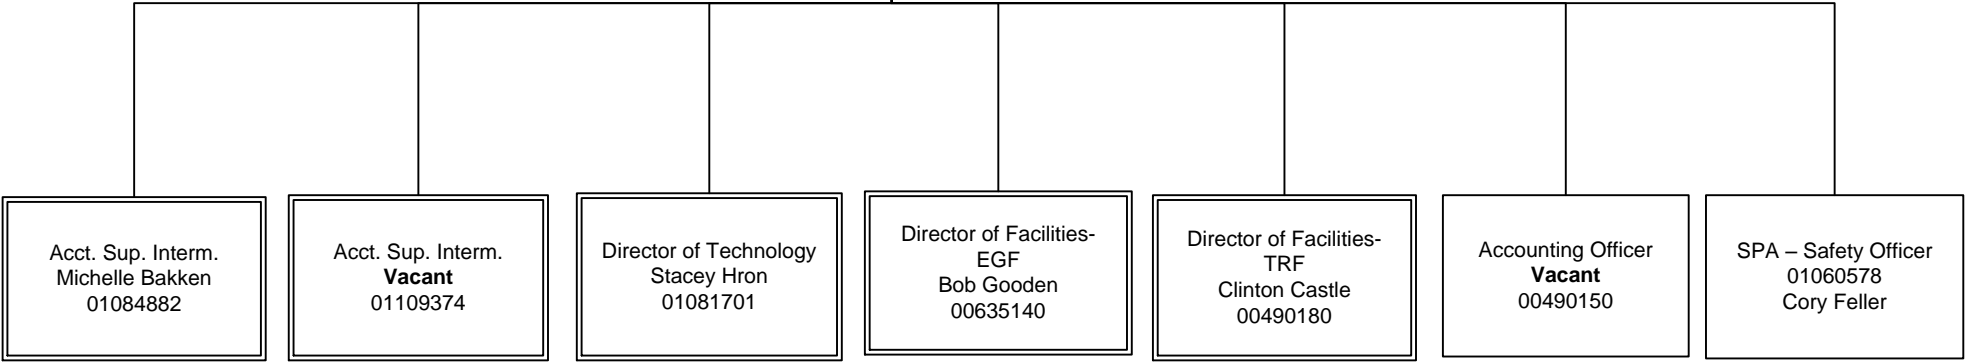 Acct. Sup. Interm.
Michelle Bakken
01084882
Acct. Sup. Interm.
Vacant
01109374
Director of Technology
Stacey Hron
01081701
Director of Facilities-
EGF
Bob Gooden
00635140
Director of Facilities-
TRF
Clinton Castle
00490180
Accounting Officer
Vacant
00490150
SPA – Safety Officer
01060578
Cory Feller